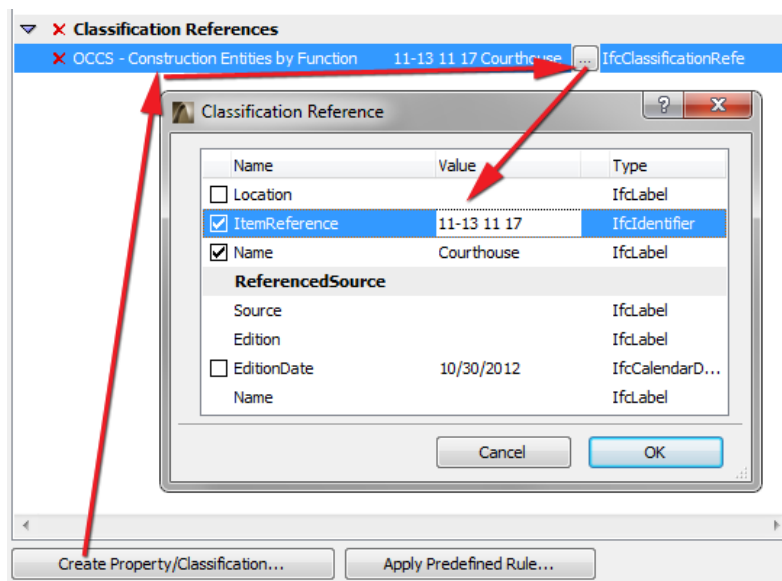 Classification References
OCCS - Construction Entities by Function 11-13 11 17 Courthouse ... IfcClassificationRefe
Classification Reference
Name Value Type
Location IfcLabel
ItemReference 11-13 11 17 IfcIdentifier
Name Courthouse IfcLabel
ReferencedSource
Source IfcLabel
Edition IfcLabel
EditionDate 10/30/2012 IfcCalendarD...
Name IfcLabel
Cancel OK
Create Property/Classification... Apply Predefined Rule...